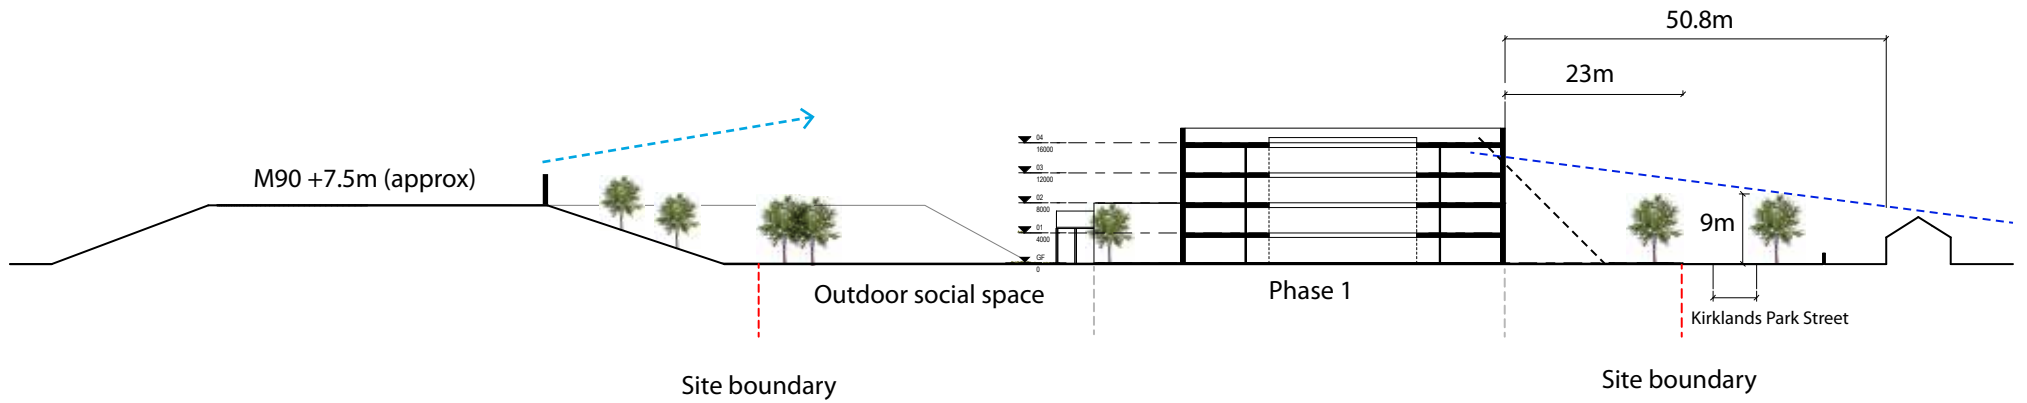 50.8m
23m
M90 +7.5m (approx)
04
16000
03
12000
02
8000
01
4000
GF
0
9m
Outdoor social space
Phase 1
Kirklands Park Street
Site boundary
Site boundary